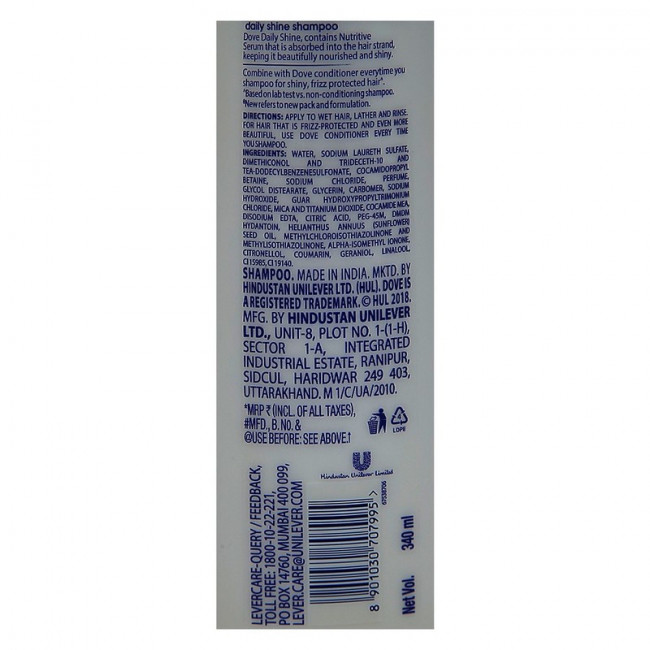 daily shine shampoo
Dove Daily Shine, contains Nutritive
Serum that is absorbed into the hair strand,
keeping it beautifully nourished and shiny.
Combine with Dove conditioner everytime you
shampoo for shiny, frizz protected hair*.
*Based on lab test vs. non-conditioning shampoo.
#New refers to new pack and formulation.
DIRECTIONS: APPLY TO WET HAIR, LATHER AND RINSE.
FOR HAIR THAT IS FRIZZ-PROTECTED AND EVEN MORE
BEAUTIFUL, USE DOVE CONDITIONER EVERY TIME
YOU SHAMPOO.
INGREDIENTS: WATER, SODIUM LAURETH SULFATE,
DIMETHICONOL AND TRIDECETH-10 AND
TEA-DODECYLBENZENESULFONATE, COCAMIDOPROPYL
BETAINE, SODIUM CHLORIDE, PERFUME,
GLYCOL DISTEARATE, GLYCERIN, CARBOMER, SODIUM
HYDROXIDE, GUAR HYDROXYPROPYLTRIMONIUM
CHLORIDE, MICA AND TITANIUM DIOXIDE, COCAMIDE MEA,
DISODIUM EDTA, CITRIC ACID, PEG-45M, DMDM
HYDANTOIN, HELIANTHUS ANNUUS (SUNFLOWER)
SEED OIL, METHYLCHLOROISOTHIAZOLINONE AND
METHYLISOTHIAZOLINONE, ALPHA-ISOMETHYL IONONE,
CITRONELLOL, COUMARIN, GERANIOL, LINALOOL,
CI 15985, CI 19140.
SHAMPOO. MADE IN INDIA. MKTD. BY
HINDUSTAN UNILEVER LTD. (HUL). DOVE IS
A REGISTERED TRADEMARK. © HUL 2018.
MFG. BY HINDUSTAN UNILEVER
LTD., UNIT-8, PLOT NO. 1-(1-H),
SECTOR 1-A, INTEGRATED
INDUSTRIAL ESTATE, RANIPUR,
SIDCUL, HARIDWAR 249 403,
UTTARAKHAND. M 1/C/UA/2010.
*MRP ₹ (INCL. OF ALL TAXES),
#MFD., B. No. &
@USE BEFORE: SEE ABOVE.↑
LDPE
Hindustan Unilever Limited
LEVERCARE-QUERY / FEEDBACK,
TOLL FREE: 1800-10-22-221,
PO BOX 14760, MUMBAI 400 099,
LEVER.CARE@UNILEVER.COM
8 901030 707995 >
67538706
Net Vol. 340 ml